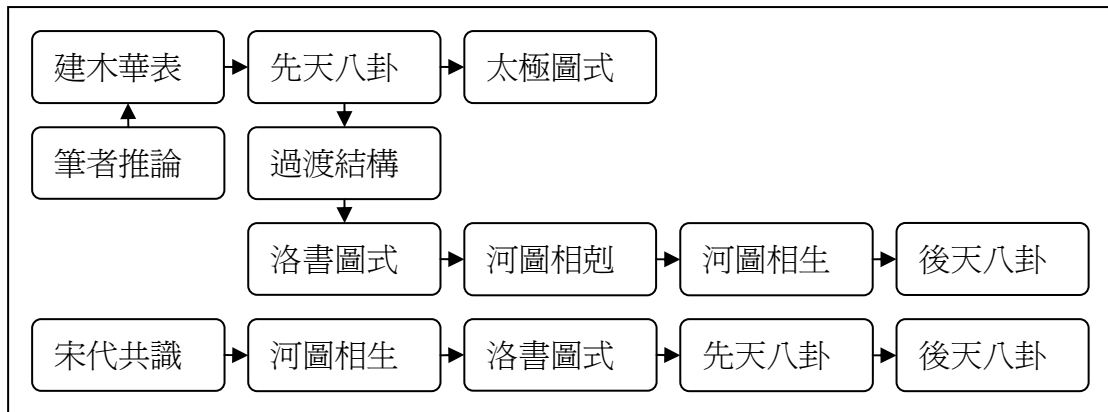 建木華表 先天八卦 太極圖式
筆者推論 過渡結構
洛書圖式 河圖相剋 河圖相生 後天八卦
宋代共識 河圖相生 洛書圖式 先天八卦 後天八卦